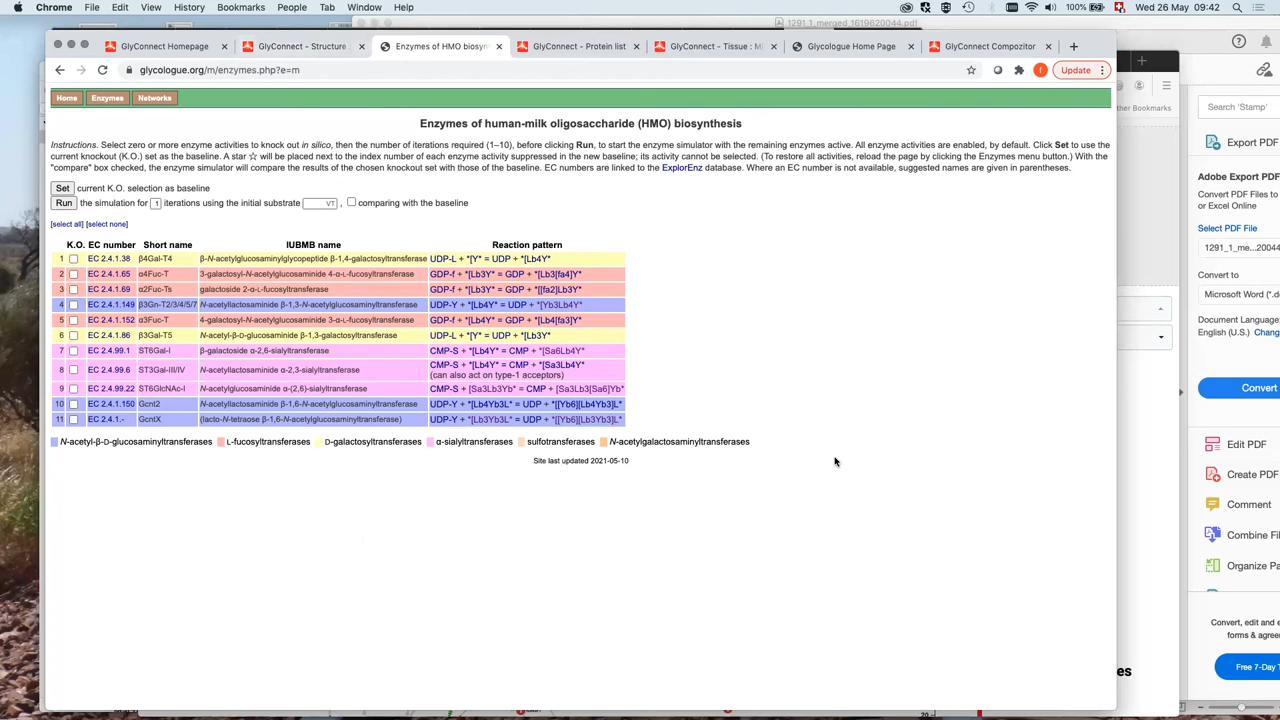 Chrome File Edit View History Bookmarks People Tab Window Help 100% Wed 26 May 09:42
1291_1_merged_1619620044.pdf
GlyConnect Homepage × GlyConnect - Structure × Enzymes of HMO biosyn × GlyConnect - Protein list × GlyConnect - Tissue : M × Glycologue Home Page × GlyConnect Compozitor × +
glycologue.org/m/enzymes.php?e=m f Update
Home Enzymes Networks
Enzymes of human-milk oligosaccharide (HMO) biosynthesis
Instructions. Select zero or more enzyme activities to knock out in silico, then the number of iterations required (1–10), before clicking Run, to start the enzyme simulator with the remaining enzymes active. All enzymes are enabled, by default. Click Set to use the
current knockout (K.O.) set as the baseline. A star ☆ will be placed next to the index number of each enzyme activity suppressed in the new baseline; its activity cannot be selected. (To restore all activities, reload the page by clicking the Enzymes menu button.) With the
"compare" box checked, the enzyme simulator will compare the results of the chosen knockout set with those of the baseline. EC numbers are linked to the ExplorEnz database. Where an EC number is not available, suggested names are given in parentheses.
Set current K.O. selection as baseline
Run the simulation for 1 iterations using the initial substrate VT , comparing with the baseline
[select all] [select none]
K.O. EC number Short name IUBMB name Reaction pattern
1 EC 2.4.1.38 β4Gal-T4 β-N-acetylglucosaminylglycopeptide β-1,4-galactosyltransferase UDP-L + *[Y* = UDP + *[Lb4Y*
2 EC 2.4.1.65 α4Fuc-T 3-galactosyl-N-acetylglucosaminide 4-α-L-fucosyltransferase GDP-f + *[Lb3Y* = GDP + *[Lb3[fa4]Y*
3 EC 2.4.1.69 α2Fuc-Ts galactoside 2-α-L-fucosyltransferase GDP-f + *[Lb3Y* = GDP + *[[fa2]Lb3Y*
4 EC 2.4.1.149 β3Gn-T2/3/4/5/7 N-acetyllactosaminide β-1,3-N-acetylglucosaminyltransferase UDP-Y + *[Lb4Y* = UDP + *[Yb3Lb4Y*
5 EC 2.4.1.152 α3Fuc-T 4-galactosyl-N-acetylglucosaminide 3-α-L-fucosyltransferase GDP-f + *[Lb4Y* = GDP + *[Lb4[fa3]Y*
6 EC 2.4.1.86 β3Gal-T5 N-acetyl-β-D-glucosaminide β-1,3-galactosyltransferase UDP-L + *[Y* = UDP + *[Lb3Y*
7 EC 2.4.99.1 ST6Gal-I β-galactoside α-2,6-sialyltransferase CMP-S + *[Lb4Y* = CMP + *[Sa6Lb4Y*
8 EC 2.4.99.6 ST3Gal-III/IV N-acetyllactosaminide α-2,3-sialyltransferase CMP-S + *[Lb4Y* = CMP + *[Sa3Lb4Y*
(can also act on type-1 acceptors)
9 EC 2.4.99.22 ST6GlcNAc-I N-acetylglucosaminide α-(2,6)-sialyltransferase CMP-S + [Sa3Lb3Yb* = CMP + [Sa3Lb3[Sa6]Yb*
10 EC 2.4.1.150 Gcnt2 N-acetyllactosaminide β-1,6-N-acetylglucosaminyltransferase UDP-Y + *[Lb4Yb3L* = UDP + *[[Yb6][Lb4Yb3]L*
11 EC 2.4.1.- GcntX (lacto-N-tetraose β-1,6-N-acetylglucosaminyltransferase) UDP-Y + *[Lb3Yb3L* = UDP + *[[Yb6][Lb3Yb3]L*
N-acetyl-β-D-glucosaminyltransferases L-fucosyltransferases D-galactosyltransferases α-sialyltransferases sulfotransferases N-acetylgalactosaminyltransferases
Site last updated 2021-05-10
her Bookmarks
Search 'Stamp'
Export PDF
Adobe Export PDF
Convert PDF Files to
or Excel Online
Select PDF File
1291_1_me...20044
Convert to
Microsoft Word (*.d
Document Language:
English (U.S.) Chang
Convert
Edit PDF
Create PD
Comment
Combine Fi
Organize Pa
Convert, edit and e
forms & agreem
Free 7-Day T
es
20